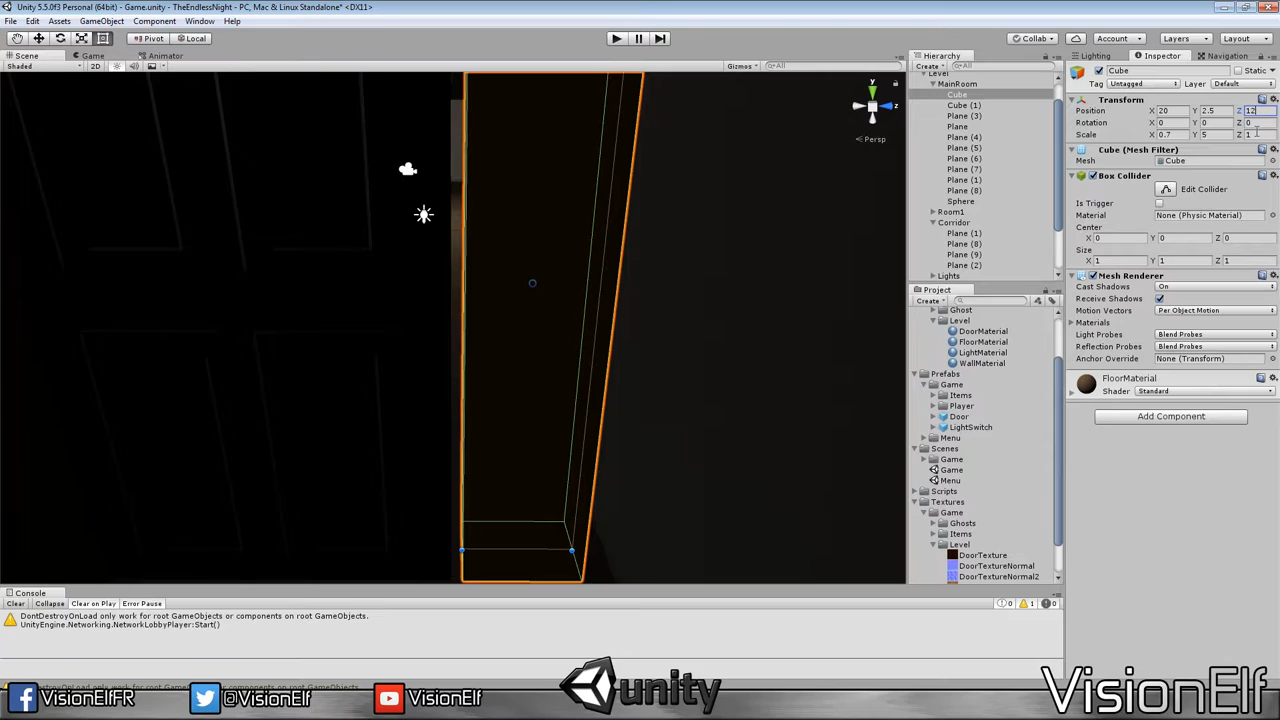 Unity 5.5.0f3 Personal (64bit) - Game.unity - TheEndlessNight - PC, Mac & Linux Standalone* <DX11>
File Edit Assets GameObject Component Window Help
Pivot Local Collab Account Layers Layout
Scene Game Animator
Shaded 2D Gizmos All
y
z
Persp
Hierarchy
Create All
Level
MainRoom
Cube
Cube (1)
Plane (3)
Plane
Plane (4)
Plane (5)
Plane (6)
Plane (7)
Plane (1)
Plane (8)
Sphere
Room1
Corridor
Plane (1)
Plane (8)
Plane (9)
Plane (2)
Lights
Project
Create
Ghost
Level
DoorMaterial
FloorMaterial
LightMaterial
WallMaterial
Prefabs
Game
Items
Player
Door
LightSwitch
Menu
Scenes
Game
Game
Menu
Scripts
Textures
Game
Ghosts
Items
Level
DoorTexture
DoorTextureNormal
DoorTextureNormal2
Lighting Inspector Navigation
Cube Static
Tag Untagged Layer Default
Transform
Position X 20 Y 2.5 Z 12
Rotation X 0 Y 0 Z 0
Scale X 0.7 Y 5 Z 1
Cube (Mesh Filter)
Mesh Cube
Box Collider
Edit Collider
Is Trigger
Material None (Physic Material)
Center
X 0 Y 0 Z 0
Size
X 1 Y 1 Z 1
Mesh Renderer
Cast Shadows On
Receive Shadows
Motion Vectors Per Object Motion
Materials
Light Probes Blend Probes
Reflection Probes Blend Probes
Anchor Override None (Transform)
FloorMaterial
Shader Standard
Add Component
Console
Clear Collapse Clear on Play Error Pause 0 1 0
DontDestroyOnLoad only work for root GameObjects or components on root GameObjects.
UnityEngine.Networking.NetworkLobbyPlayer:Start()
VisionElfFR @VisionElf VisionElf unity VisionElf